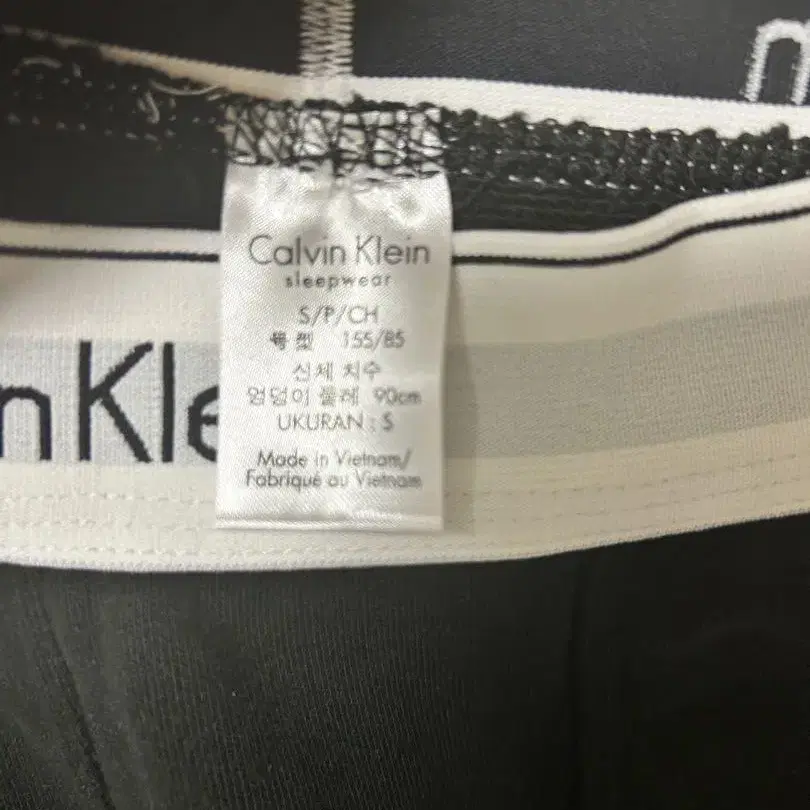 Calvin Klein
sleepwear
S/P/CH
号型 155/85
신체 치수
엉덩이 둘레 90cm
UKURAN : S
Made in Vietnam/
Fabriqué au Vietnam
n Kle